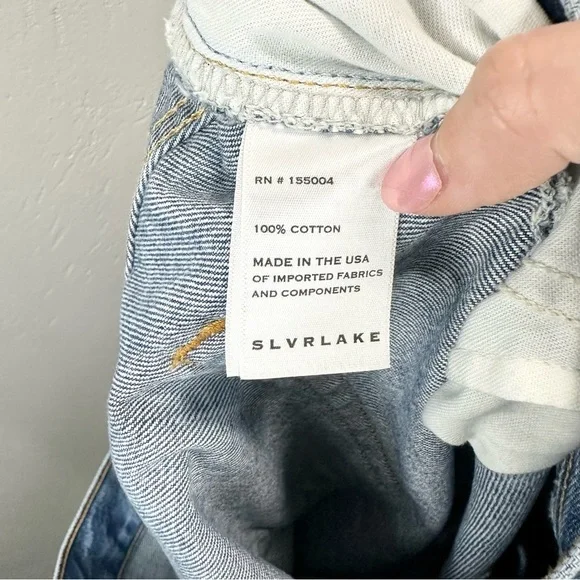 RN # 155004
100% COTTON
MADE IN THE USA
OF IMPORTED FABRICS
AND COMPONENTS
SLVRLAKE